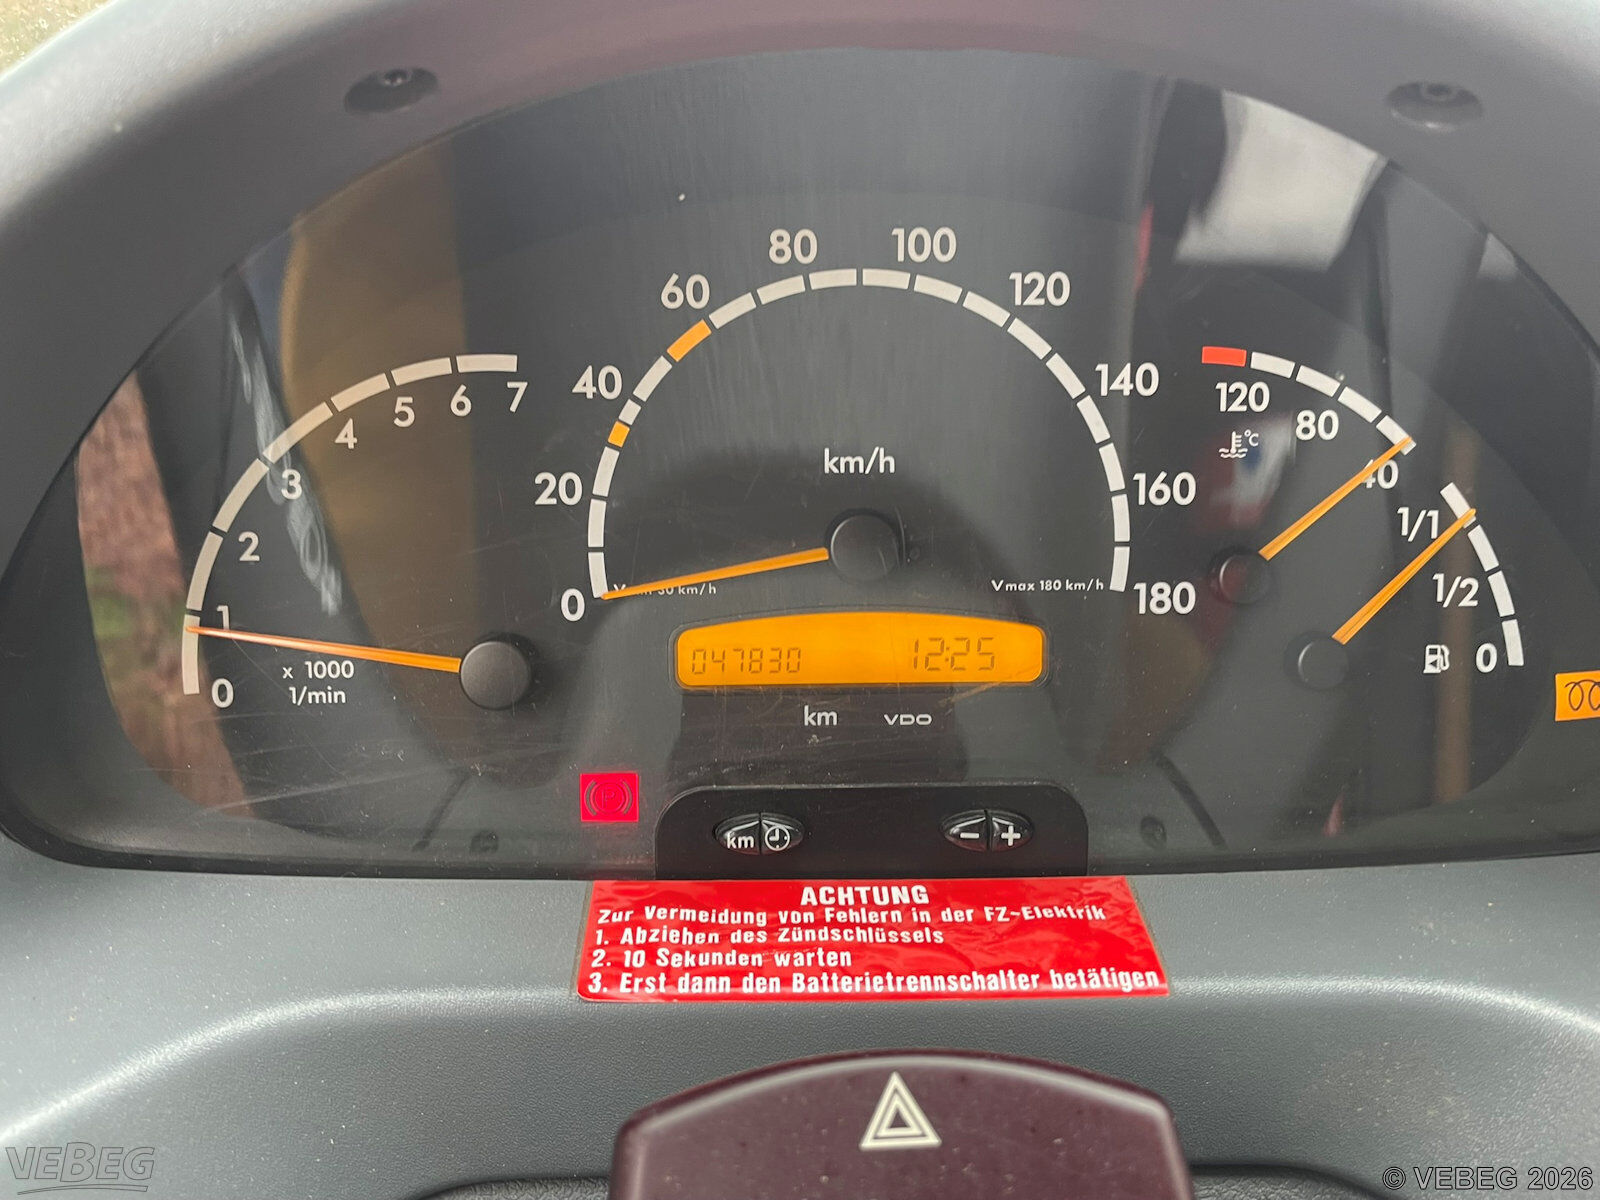 80 100
60 120
40 140
20 160
0 180
km/h
Vmax 180 km/h
30 km/h
1 2 3 4 5 6 7
0
x 1000
1/min
120
°C
80
40
1/1
1/2
0
047830 12:25
km VDO
P
km
- +
ACHTUNG
Zur Vermeidung von Fehlern in der FZ-Elektrik
1. Abziehen des Zündschlüssels
2. 10 Sekunden warten
3. Erst dann den Batterietrennschalter betätigen
VEBEG
© VEBEG 2026